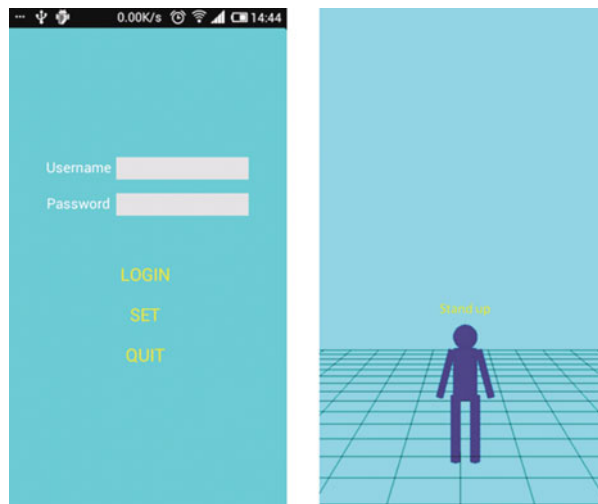 0.00K/s 14:44
Username
Password
LOGIN
SET
QUIT
Stand up